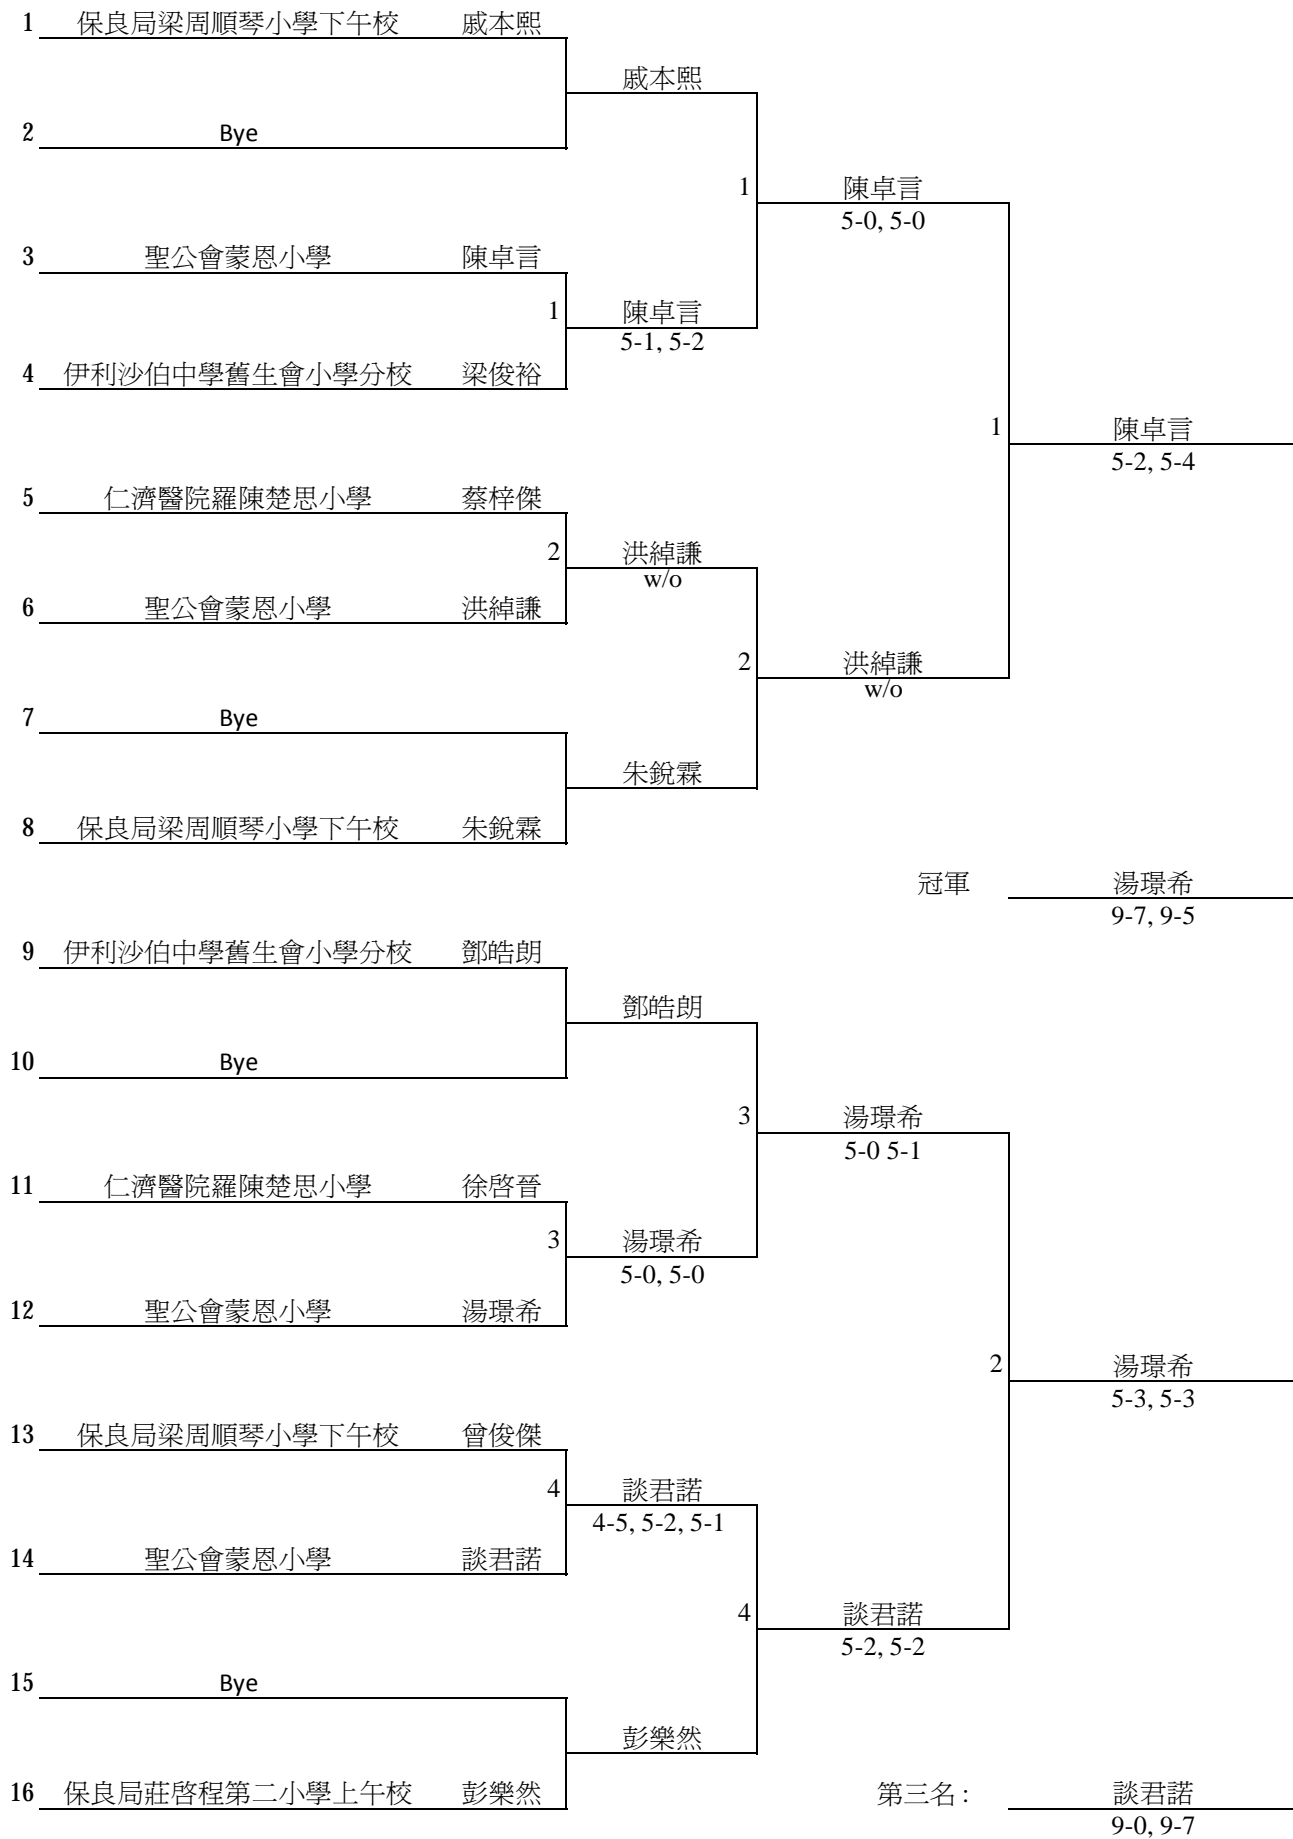 1 保良局梁周順琴小學下午校 戚本熙
戚本熙
2 Bye
1 陳卓言
5-0, 5-0
3 聖公會蒙恩小學 陳卓言
1 陳卓言
5-1, 5-2
4 伊利沙伯中學舊生會小學分校 梁俊裕
1 陳卓言
5-2, 5-4
5 仁濟醫院羅陳楚思小學 蔡梓傑
2 洪綽謙
w/o
6 聖公會蒙恩小學 洪綽謙
2 洪綽謙
w/o
7 Bye
朱銳霖
8 保良局梁周順琴小學下午校 朱銳霖
冠軍 湯璟希
9-7, 9-5
9 伊利沙伯中學舊生會小學分校 鄧皓朗
鄧皓朗
10 Bye
3 湯璟希
5-0 5-1
11 仁濟醫院羅陳楚思小學 徐啓晉
3 湯璟希
5-0, 5-0
12 聖公會蒙恩小學 湯璟希
2 湯璟希
5-3, 5-3
13 保良局梁周順琴小學下午校 曾俊傑
4 談君諾
4-5, 5-2, 5-1
14 聖公會蒙恩小學 談君諾
4 談君諾
5-2, 5-2
15 Bye
彭樂然
16 保良局莊啓程第二小學上午校 彭樂然
第三名 : 談君諾
9-0, 9-7